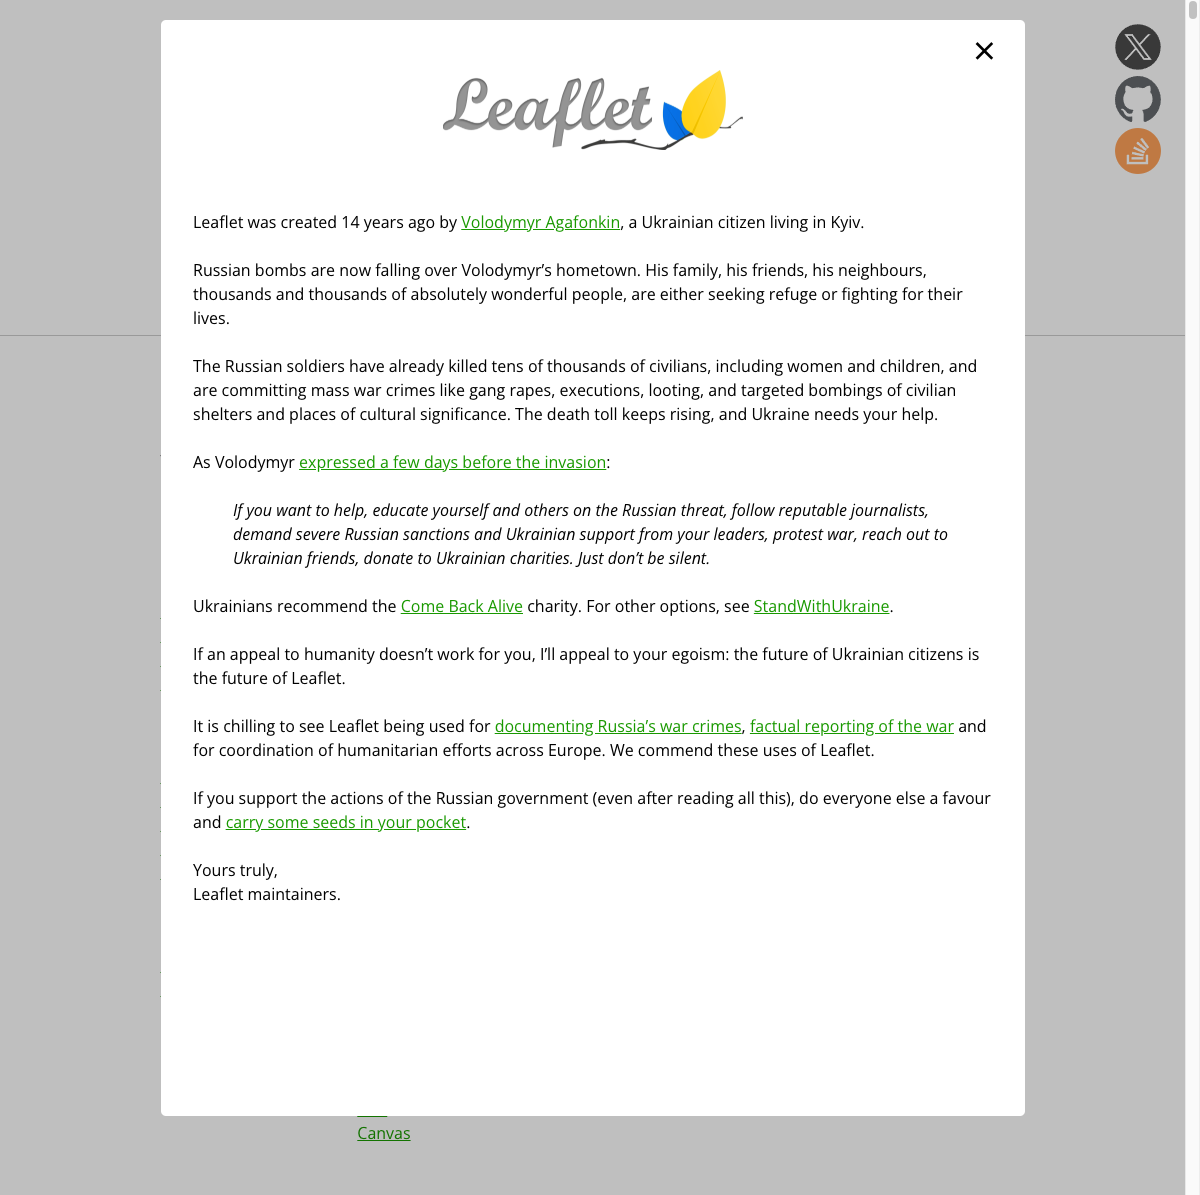 Leaflet
Leaflet was created 14 years ago by Volodymyr Agafonkin, a Ukrainian citizen living in Kyiv.
Russian bombs are now falling over Volodymyr’s hometown. His family, his friends, his neighbours,
thousands and thousands of absolutely wonderful people, are either seeking refuge or fighting for their
lives.
The Russian soldiers have already killed tens of thousands of civilians, including women and children, and
are committing mass war crimes like gang rapes, executions, looting, and targeted bombings of civilian
shelters and places of cultural significance. The death toll keeps rising, and Ukraine needs your help.
As Volodymyr expressed a few days before the invasion:
If you want to help, educate yourself and others on the Russian threat, follow reputable journalists,
demand severe Russian sanctions and Ukrainian support from your leaders, protest war, reach out to
Ukrainian friends, donate to Ukrainian charities. Just don’t be silent.
Ukrainians recommend the Come Back Alive charity. For other options, see StandWithUkraine.
If an appeal to humanity doesn’t work for you, I’ll appeal to your egoism: the future of Ukrainian citizens is
the future of Leaflet.
It is chilling to see Leaflet being used for documenting Russia’s war crimes, factual reporting of the war and
for coordination of humanitarian efforts across Europe. We commend these uses of Leaflet.
If you support the actions of the Russian government (even after reading all this), do everyone else a favour
and carry some seeds in your pocket.
Yours truly,
Leaflet maintainers.
Canvas